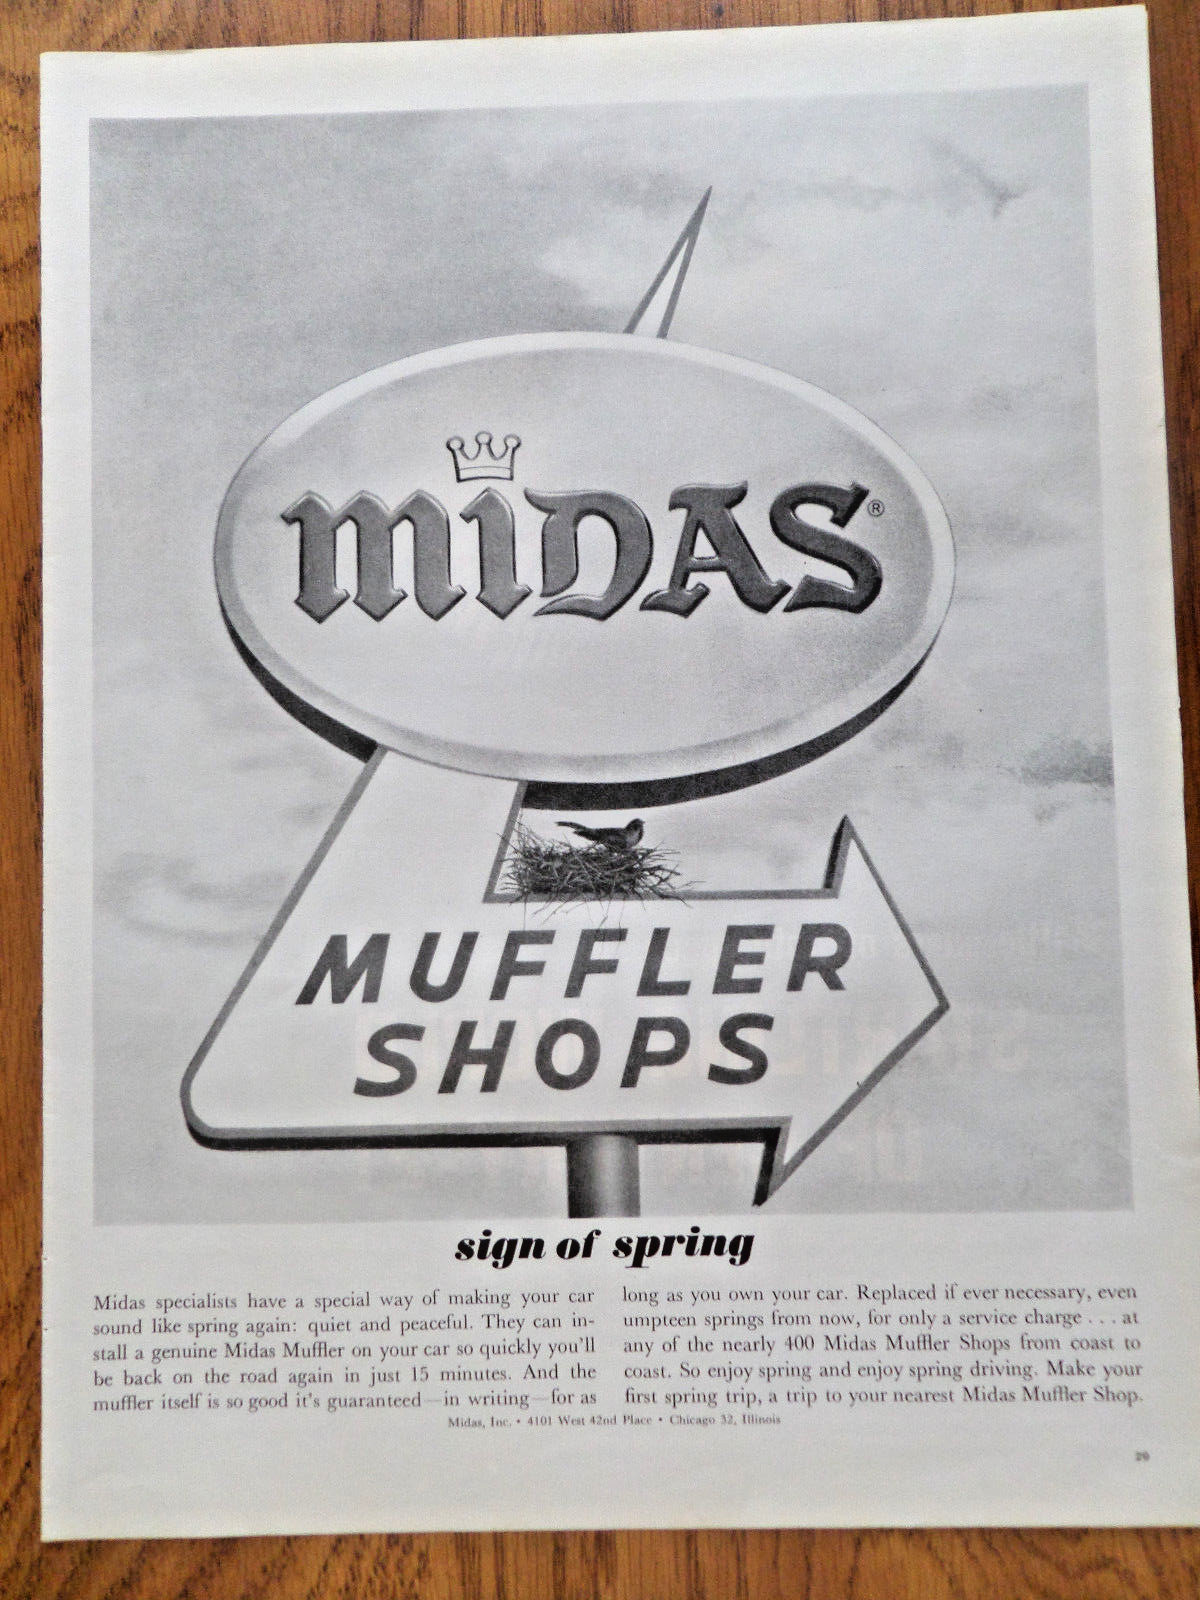 MIDAS®
MUFFLER
SHOPS
sign of spring
Midas specialists have a special way of making your car
sound like spring again: quiet and peaceful. They can in-
stall a genuine Midas Muffler on your car so quickly you'll
be back on the road again in just 15 minutes. And the
muffler itself is so good it's guaranteed—in writing—for as
long as you own your car. Replaced if ever necessary, even
umpteen springs from now, for only a service charge . . . at
any of the nearly 400 Midas Muffler Shops from coast to
coast. So enjoy spring and enjoy spring driving. Make your
first spring trip, a trip to your nearest Midas Muffler Shop.
Midas, Inc. • 4101 West 42nd Place • Chicago 32, Illinois